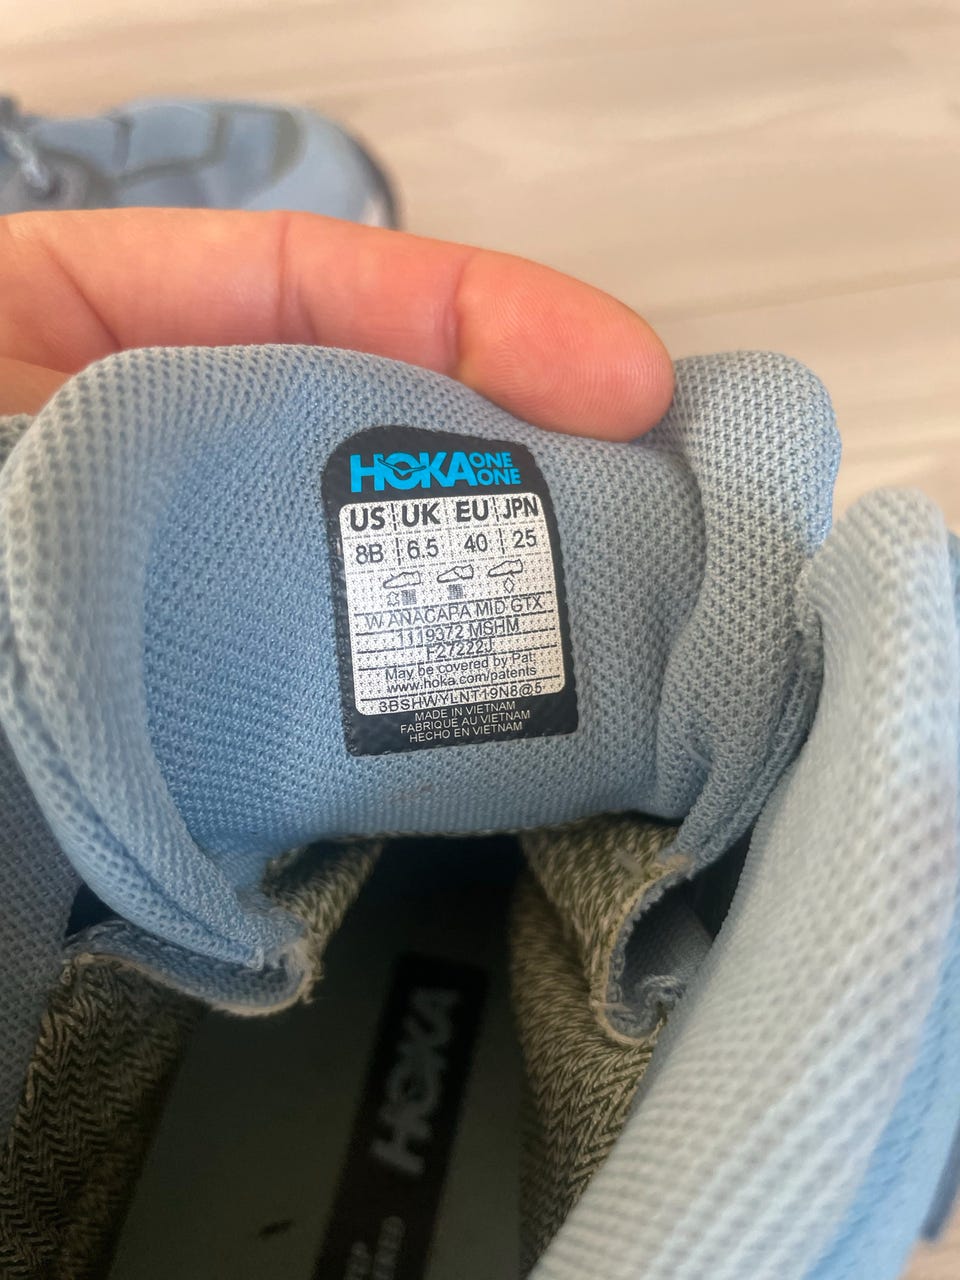 HOKA ONE ONE
US UK EU JPN
8B 6.5 40 25
W ANACAPA MID GTX
1119372 MSHM
F27222J
May be covered by Pat.
www.hoka.com/patents
3BSHWYLNT19N8@5
MADE IN VIETNAM
FABRIQUÉ AU VIETNAM
HECHO EN VIETNAM
HOKA